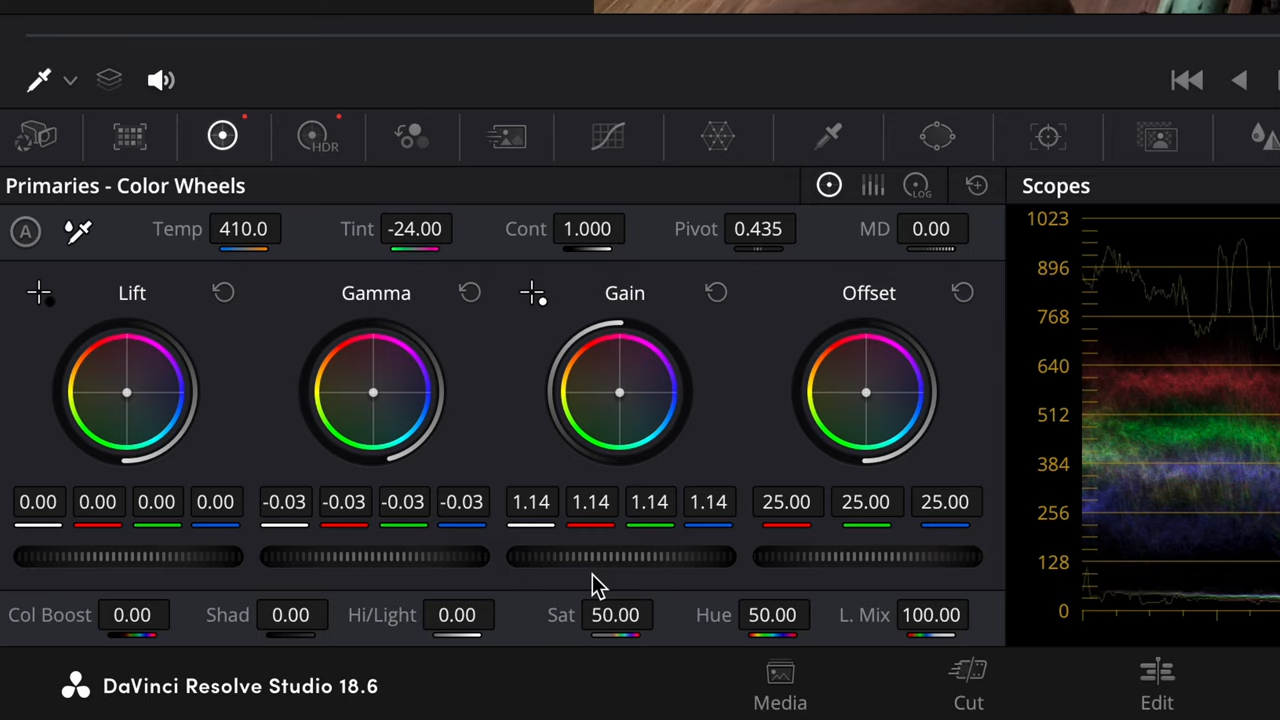 HDR
Primaries - Color Wheels
LOG
Scopes
A
Temp 410.0 Tint -24.00 Cont 1.000 Pivot 0.435 MD 0.00
Lift Gamma Gain Offset
0.00 0.00 0.00 0.00 -0.03 -0.03 -0.03 -0.03 1.14 1.14 1.14 1.14 25.00 25.00 25.00
Col Boost 0.00 Shad 0.00 Hi/Light 0.00 Sat 50.00 Hue 50.00 L. Mix 100.00
1023
896
768
640
512
384
256
128
0
DaVinci Resolve Studio 18.6
Media Cut Edit